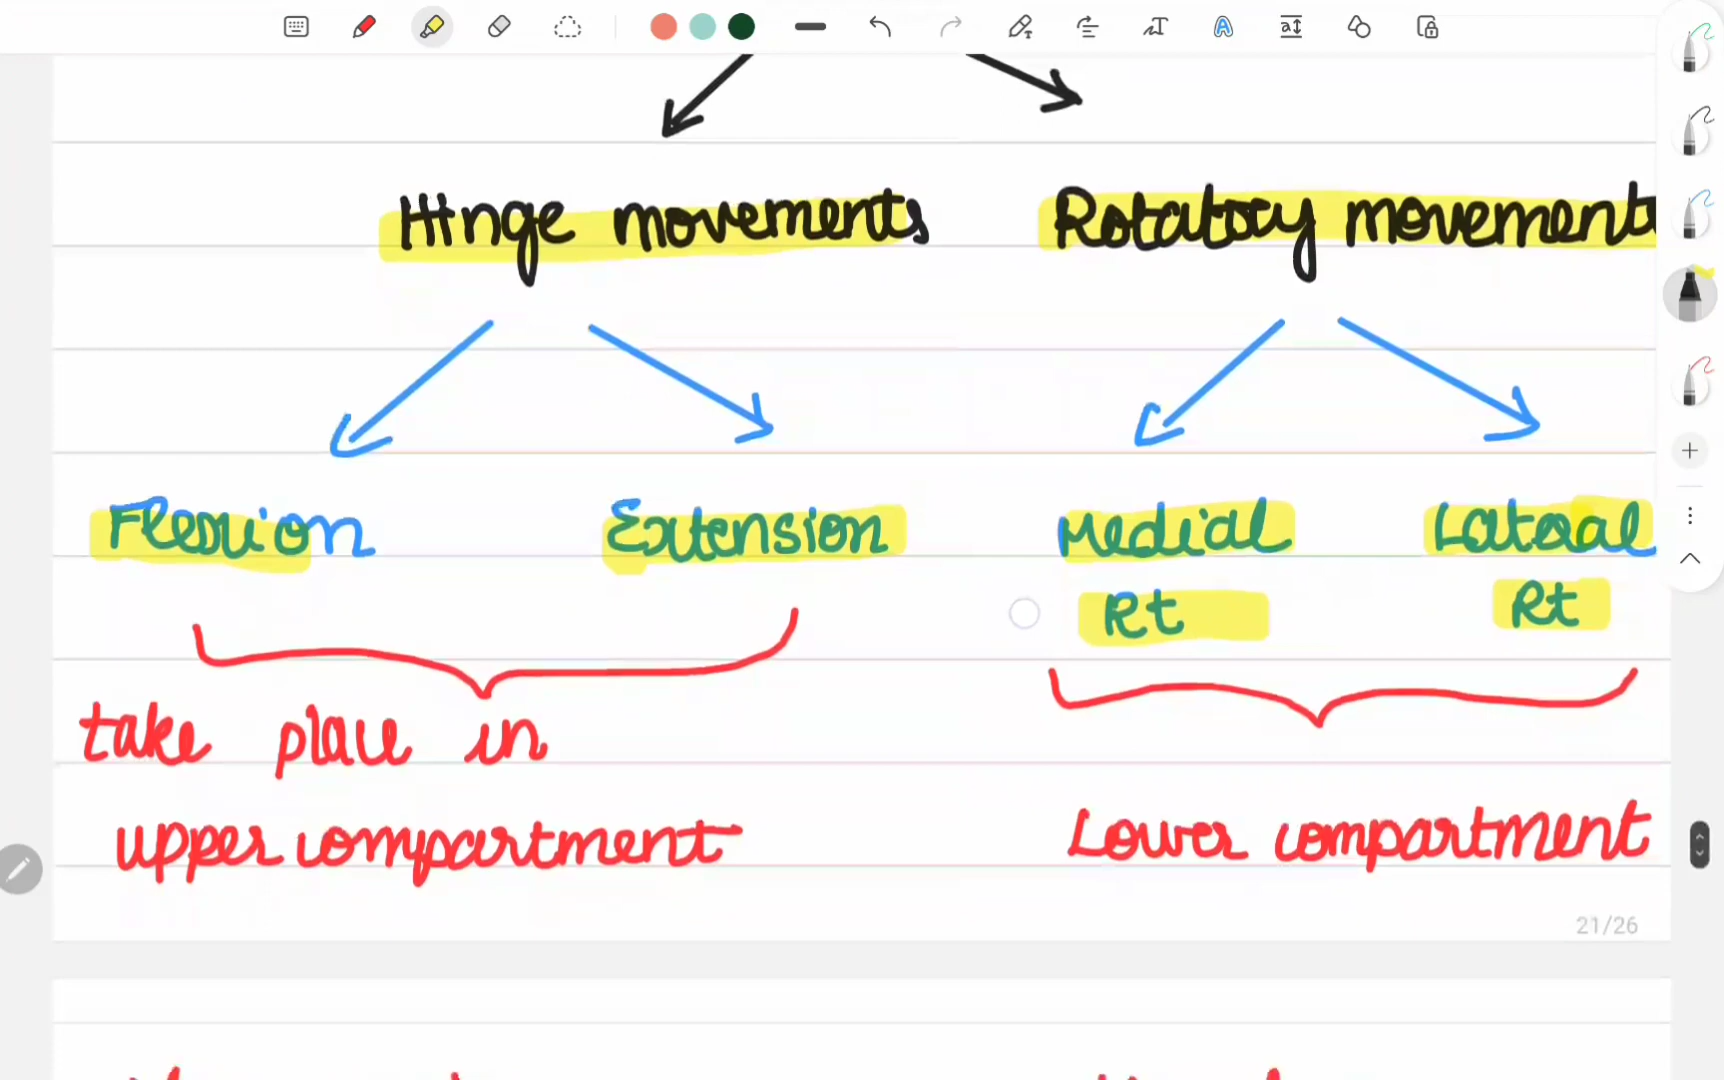 Hinge movements Rotatory movements
Flexion Extension Medial Lateral
Rt Rt
take place in
upper compartment Lower compartment
21/26